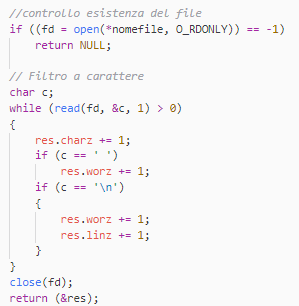 //controllo esistenza del file
if ((fd = open(*nomefile, O_RDONLY)) == -1)
    return NULL;

// Filtro a carattere
char c;
while (read(fd, &c, 1) > 0)
{
    res.charz += 1;
    if (c == ' ')
        res.worz += 1;
    if (c == '\n')
    {
        res.worz += 1;
        res.linz += 1;
    }
}
close(fd);
return (&res);